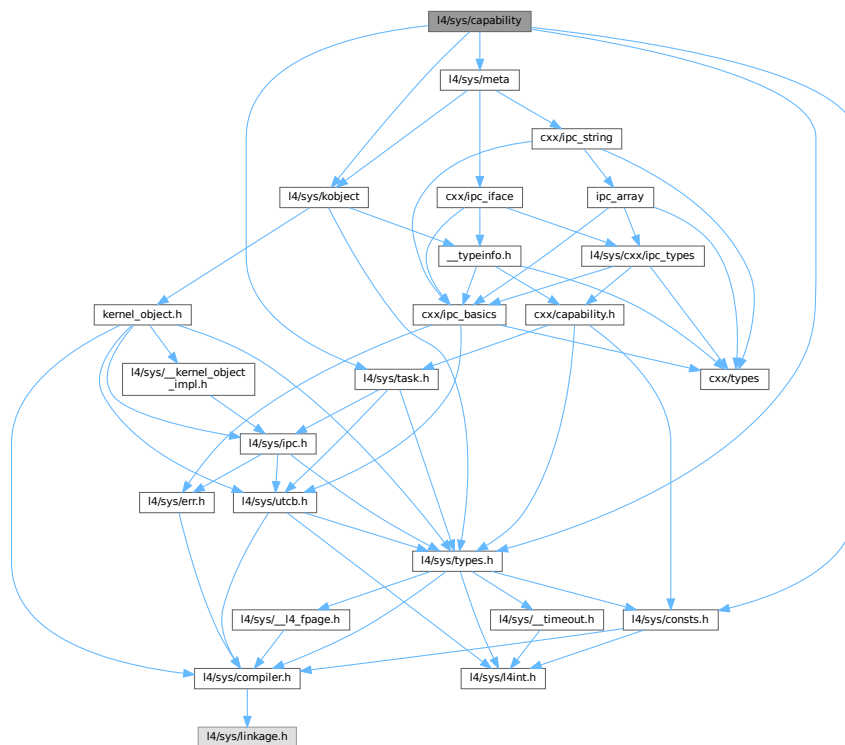 l4/sys/capability
l4/sys/meta
cxx/ipc_string
l4/sys/kobject
cxx/ipc_iface
ipc_array
__typeinfo.h
l4/sys/cxx/ipc_types
kernel_object.h
cxx/ipc_basics
cxx/capability.h
l4/sys/__kernel_object
_impl.h
l4/sys/task.h
cxx/types
l4/sys/ipc.h
l4/sys/err.h
l4/sys/utcb.h
l4/sys/types.h
l4/sys/__l4_fpage.h
l4/sys/__timeout.h
l4/sys/consts.h
l4/sys/compiler.h
l4/sys/l4int.h
l4/sys/linkage.h